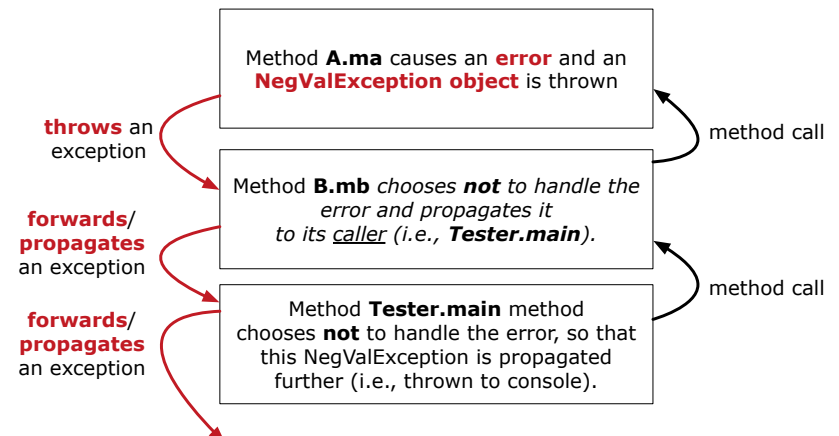 Method A.ma causes an error and an
NegValException object is thrown
throws an
exception
method call
Method B.mb chooses not to handle the
error and propagates it
to its caller (i.e., Tester.main).
forwards/
propagates
an exception
method call
Method Tester.main method
chooses not to handle the error, so that
this NegValException is propagated
further (i.e., thrown to console).
forwards/
propagates
an exception